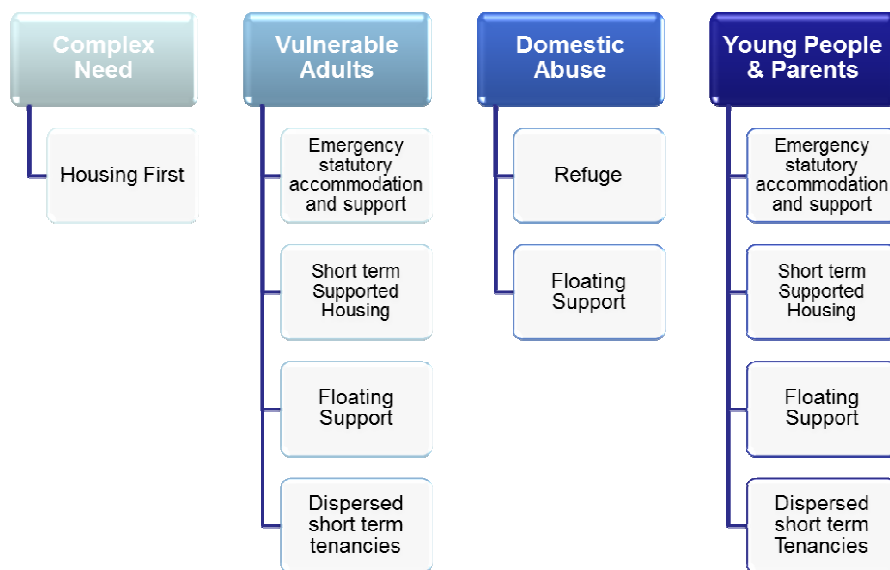 Complex
Need
Housing First
Vulnerable
Adults
Emergency
statutory
accommodation
and support
Short term
Supported
Housing
Floating
Support
Dispersed
short term
tenancies
Domestic
Abuse
Refuge
Floating
Support
Young People
& Parents
Emergency
statutory
accommodation
and support
Short term
Supported
Housing
Floating
Support
Dispersed
short term
Tenancies